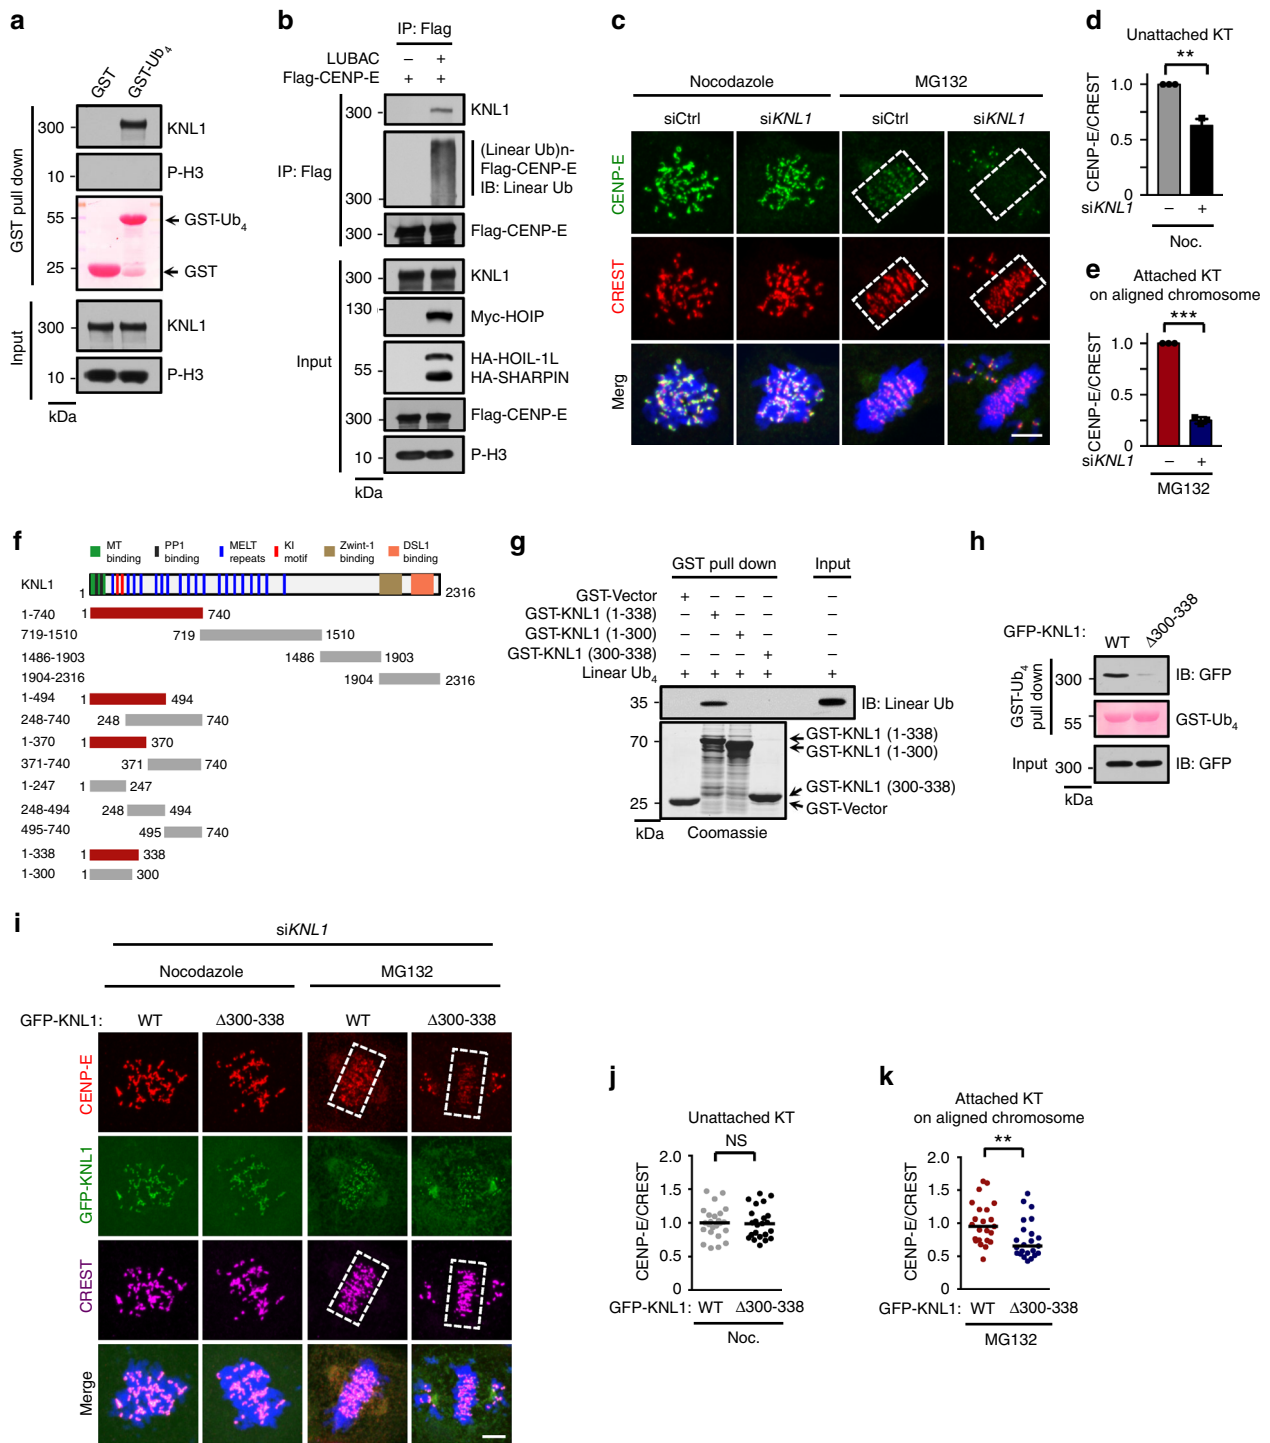 a
GST
GST-Ub4
GST pull down
300
KNL1
10
P-H3
55
GST-Ub4
25
GST
Input
300
KNL1
10
P-H3
kDa
b
IP: Flag
LUBAC – +
Flag-CENP-E + +
IP: Flag
300
KNL1
(Linear Ub)n-
Flag-CENP-E
IB: Linear Ub
300
300
Flag-CENP-E
Input
300
KNL1
130
Myc-HOIP
HA-HOIL-1L
55
HA-SHARPIN
300
Flag-CENP-E
10
P-H3
kDa
c
Nocodazole
MG132
siCtrl
siKNL1
siCtrl
siKNL1
CENP-E
CREST
Merg
d
Unattached KT
**
CENP-E/CREST
1.0
0.5
0
siKNL1 – +
Noc.
e
Attached KT
on aligned chromosome
***
CENP-E/CREST
1.0
0.5
0
siKNL1 – +
MG132
f
MT binding
PP1 binding
MELT repeats
KI motif
Zwint-1 binding
DSL1 binding
KNL1 1 2316
1-740 1 740
719-1510 719 1510
1486-1903 1486 1903
1904-2316 1904 2316
1-494 1 494
248-740 248 740
1-370 1 370
371-740 371 740
1-247 1 247
248-494 248 494
495-740 495 740
1-338 1 338
1-300 1 300
g
GST pull down
Input
GST-Vector + – – – –
GST-KNL1 (1-338) – + – – –
GST-KNL1 (1-300) – – + – –
GST-KNL1 (300-338) – – – + –
Linear Ub4 + + + + +
35
IB: Linear Ub
70
GST-KNL1 (1-338)
GST-KNL1 (1-300)
GST-KNL1 (300-338)
25
GST-Vector
kDa
Coomassie
h
GFP-KNL1:
WT
Δ300-338
GST-Ub4
pull down
300
IB: GFP
55
GST-Ub4
Input
300
IB: GFP
kDa
i
siKNL1
Nocodazole
MG132
GFP-KNL1: WT Δ300-338 WT Δ300-338
CENP-E
GFP-KNL1
CREST
Merge
j
Unattached KT
NS
CENP-E/CREST
2.0
1.5
1.0
0.5
0
GFP-KNL1: WT Δ300-338
Noc.
k
Attached KT
on aligned chromosome
**
CENP-E/CREST
2.0
1.5
1.0
0.5
0
GFP-KNL1: WT Δ300-338
MG132